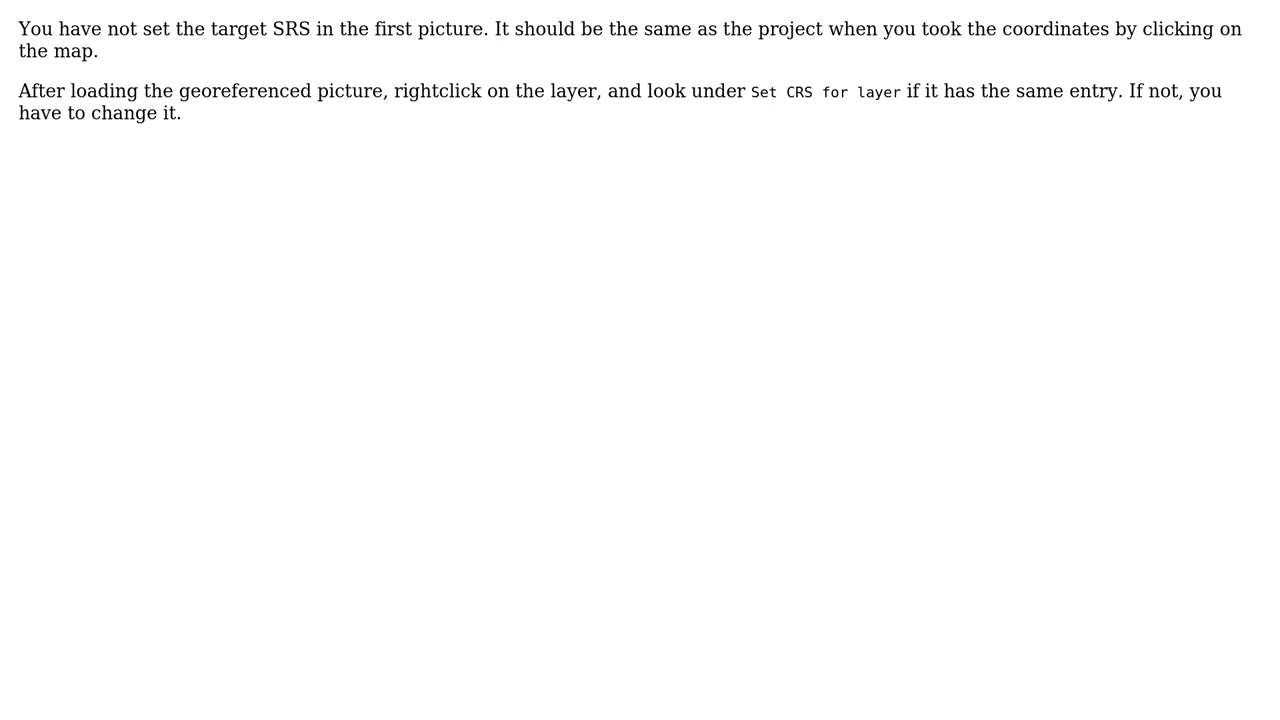 You have not set the target SRS in the first picture. It should be the same as the project when you took the coordinates by clicking on
the map.
After loading the georeferenced picture, rightclick on the layer, and look under Set CRS for layer if it has the same entry. If not, you
have to change it.